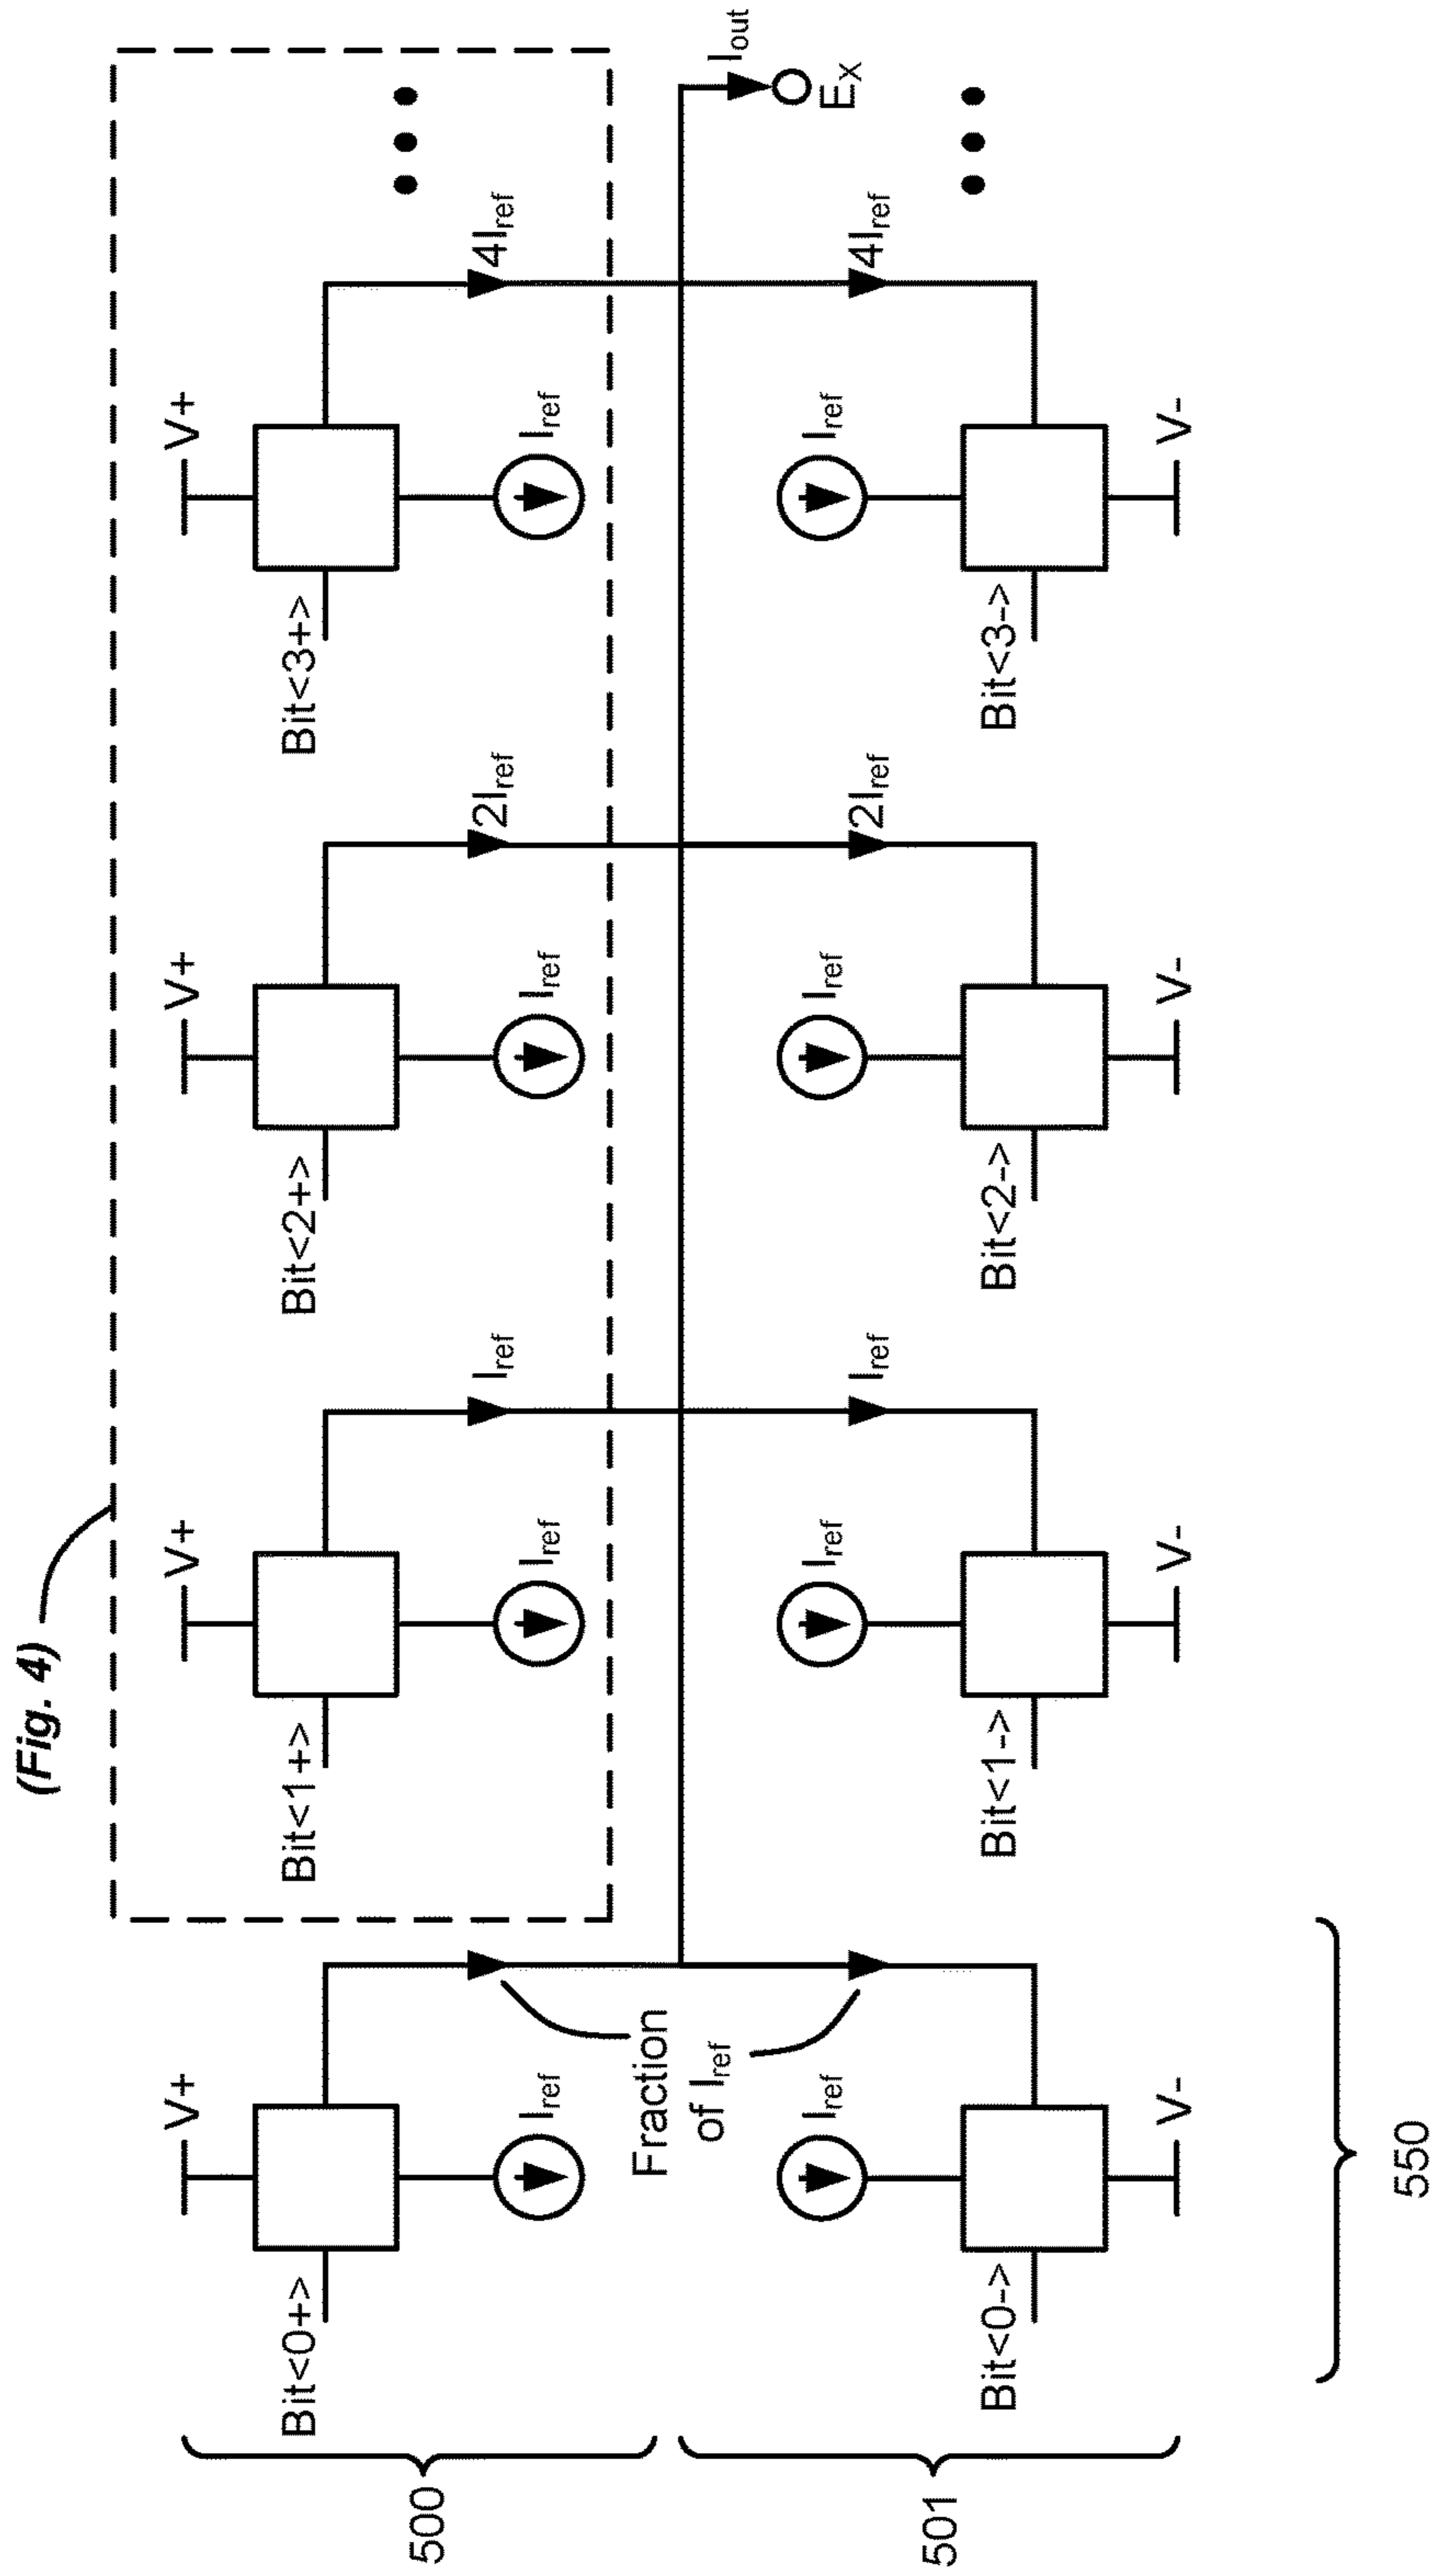 (Fig. 4)
V+
V+
V+
V+
Bit<0+>
Bit<1+>
Bit<2+>
Bit<3+>
Iref
Iref
Iref
Iref
Iref
2Iref
4Iref
500
Fraction
of Iref
Iout
EX
Iref
Iref
Iref
Iref
Iref
2Iref
4Iref
501
Bit<0->
Bit<1->
Bit<2->
Bit<3->
V-
V-
V-
V-
550